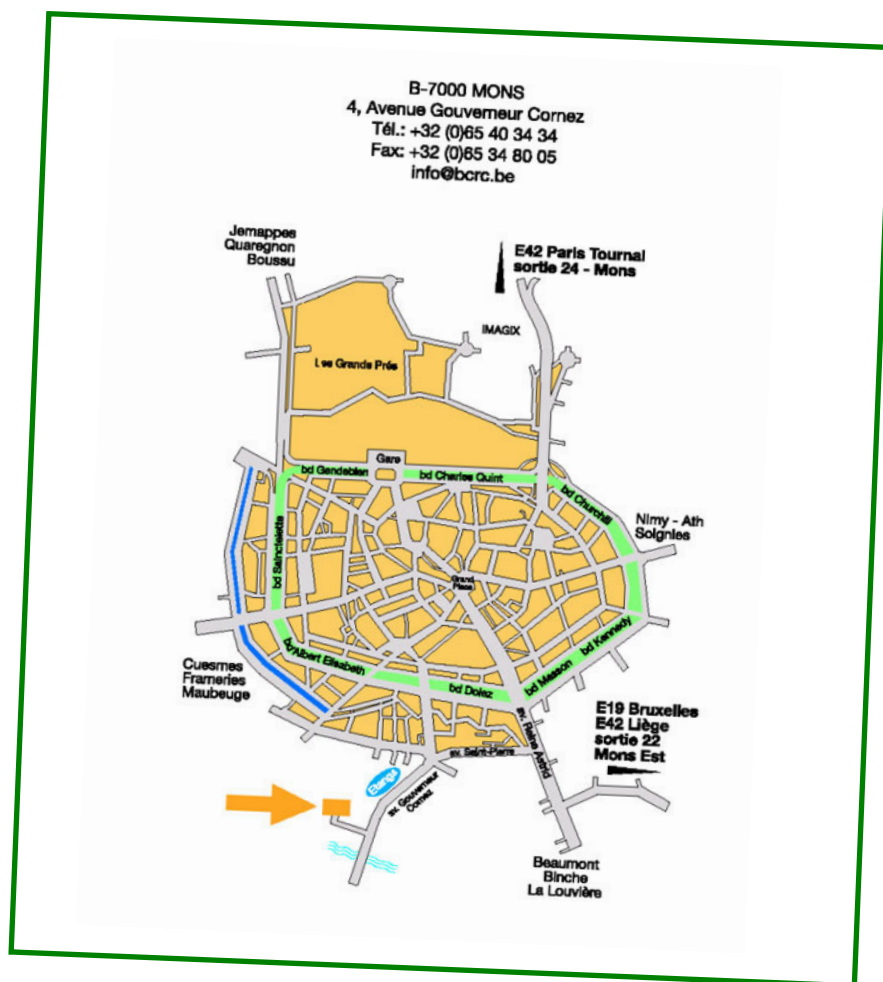 B-7000 MONS
4, Avenue Gouverneur Cornez
Tél.: +32 (0)65 40 34 34
Fax: +32 (0)65 34 80 05
info@bcrc.be
Jemappes
Quaregnon
Boussu
E42 Paris Tournai
sortie 24 - Mons
IMAGIX
Les Grands Prés
Gare
bd Gendebien
bd Charles Quint
bd Churchill
Nimy - Ath
Soignies
bd Sainctelette
Grand
Place
bd Albert Elisabeth
bd Kennedy
bd Masson
bd Dolez
Cuesmes
Frameries
Maubeuge
av. Reine Astrid
E19 Bruxelles
E42 Liège
sortie 22
Mons Est
av. Saint-Pierre
Etangs
av. Gouverneur
Cornez
Beaumont
Binche
La Louvière